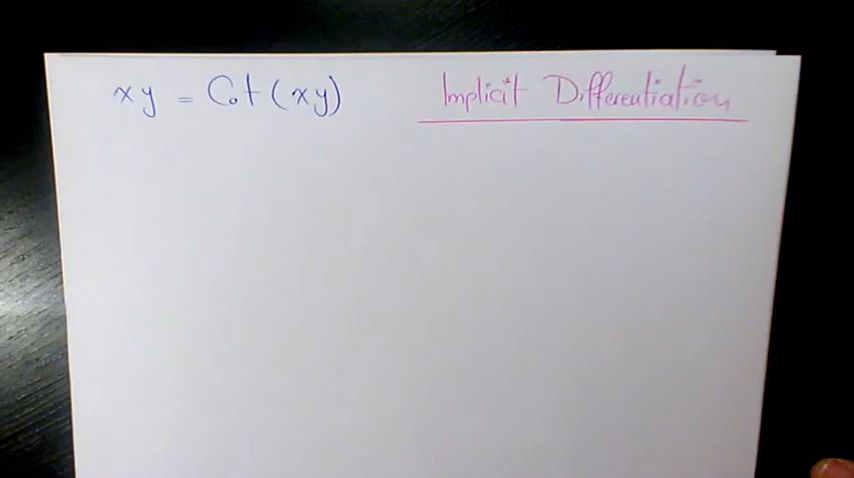 xy = Cot (xy)
Implicit Differentiation